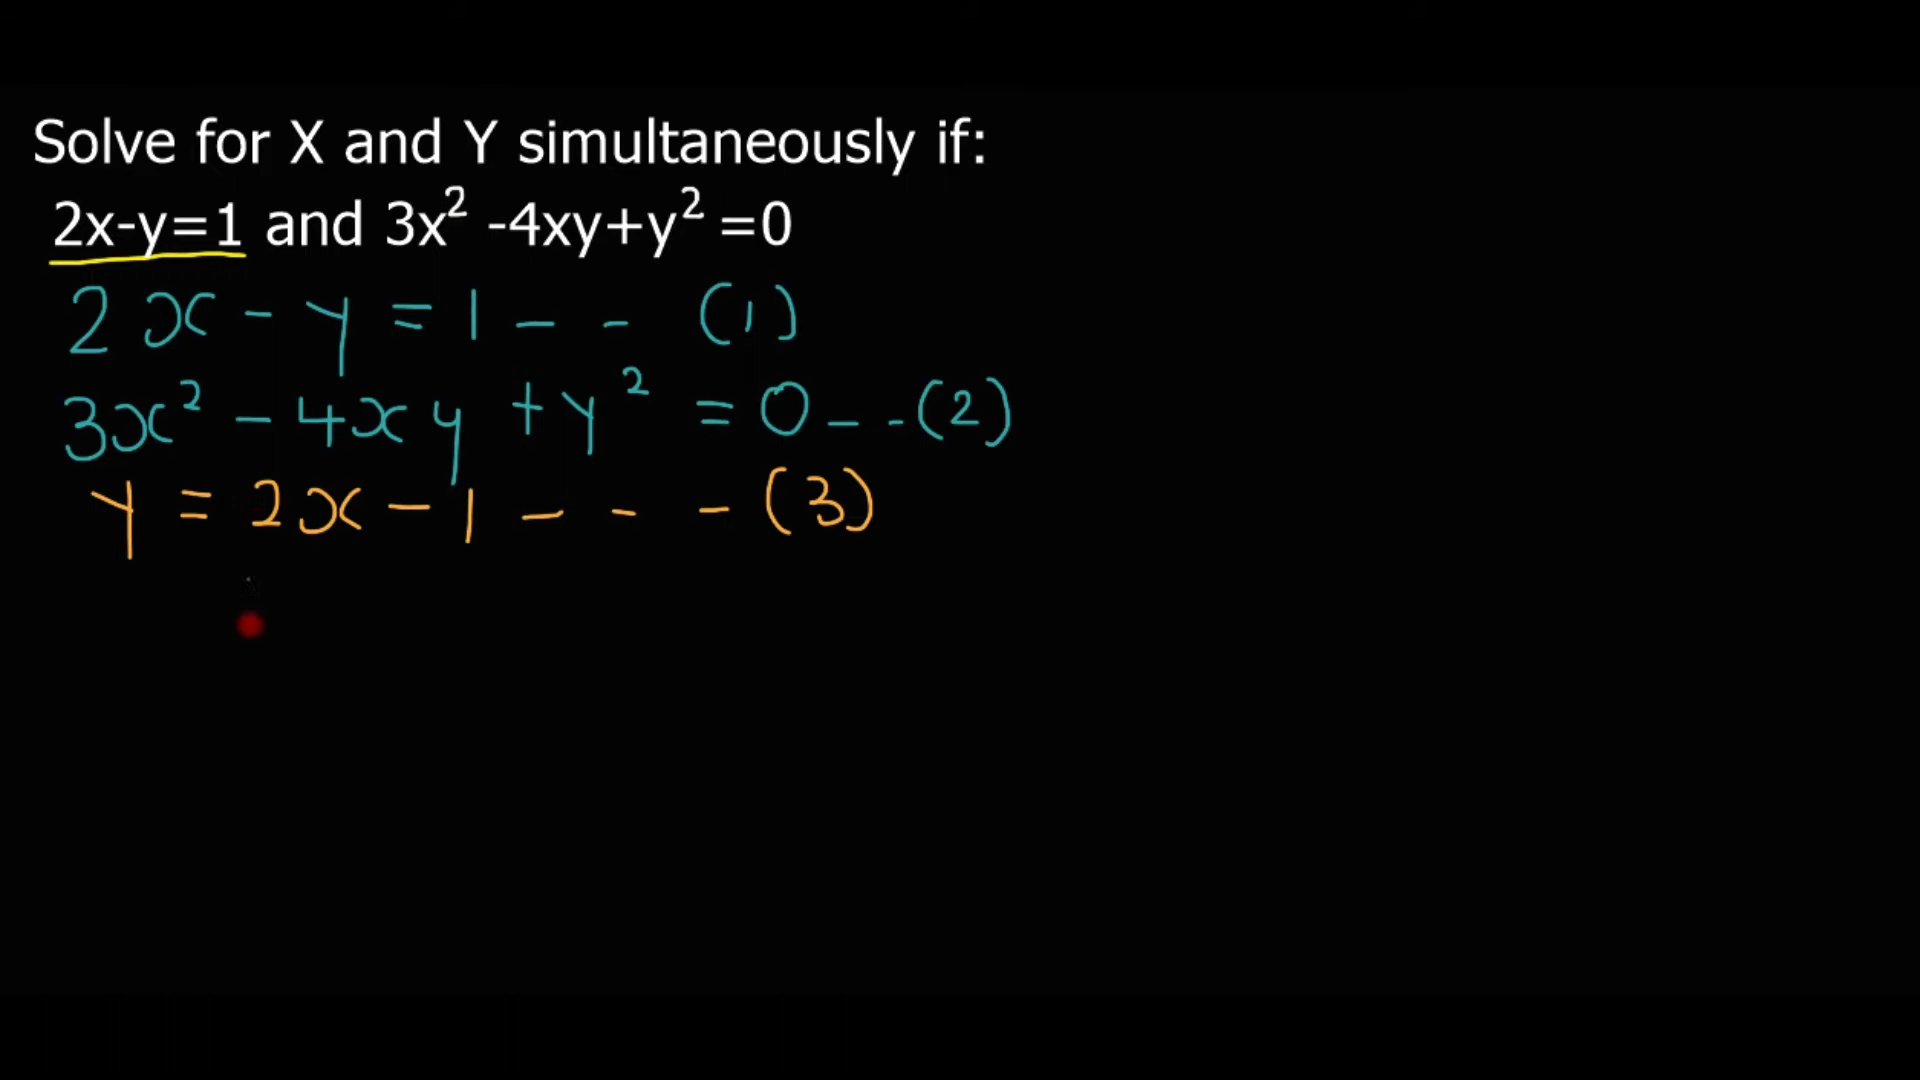 Solve for X and Y simultaneously if:
2x-y=1 and 3x² -4xy+y² =0
2x - y = 1 - - (1)
3x² - 4xy + y² = 0 - - (2)
y = 2x - 1 - - - (3)